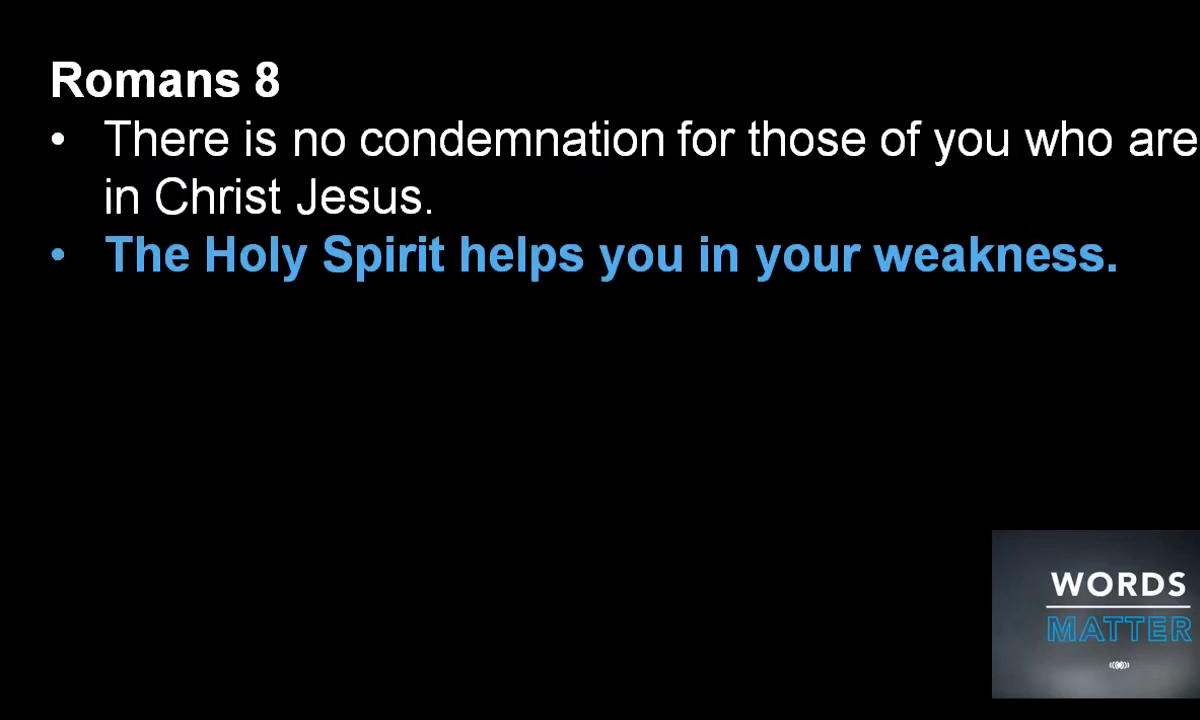 Romans 8
• There is no condemnation for those of you who are
in Christ Jesus.
• The Holy Spirit helps you in your weakness.
WORDS
MATTER